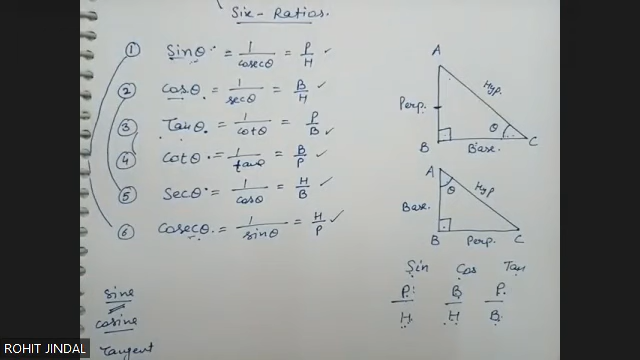 Six-Ratios.
① Sinθ = 1/cosecθ = P/H ✓
② cosθ = 1/secθ = B/H ✓
③ Tanθ = 1/cotθ = P/B ✓
④ cotθ = 1/tanθ = B/P ✓
⑤ Secθ = 1/cosθ = H/B ✓
⑥ Cosecθ = 1/sinθ = H/P ✓
A
Hyp.
Perp.
θ
B Base. C
A
θ
Hyp
Base.
B Perp. C
Sin Cos Tan
P/H B/H P/B
sine
cosine
Tangent
ROHIT JINDAL